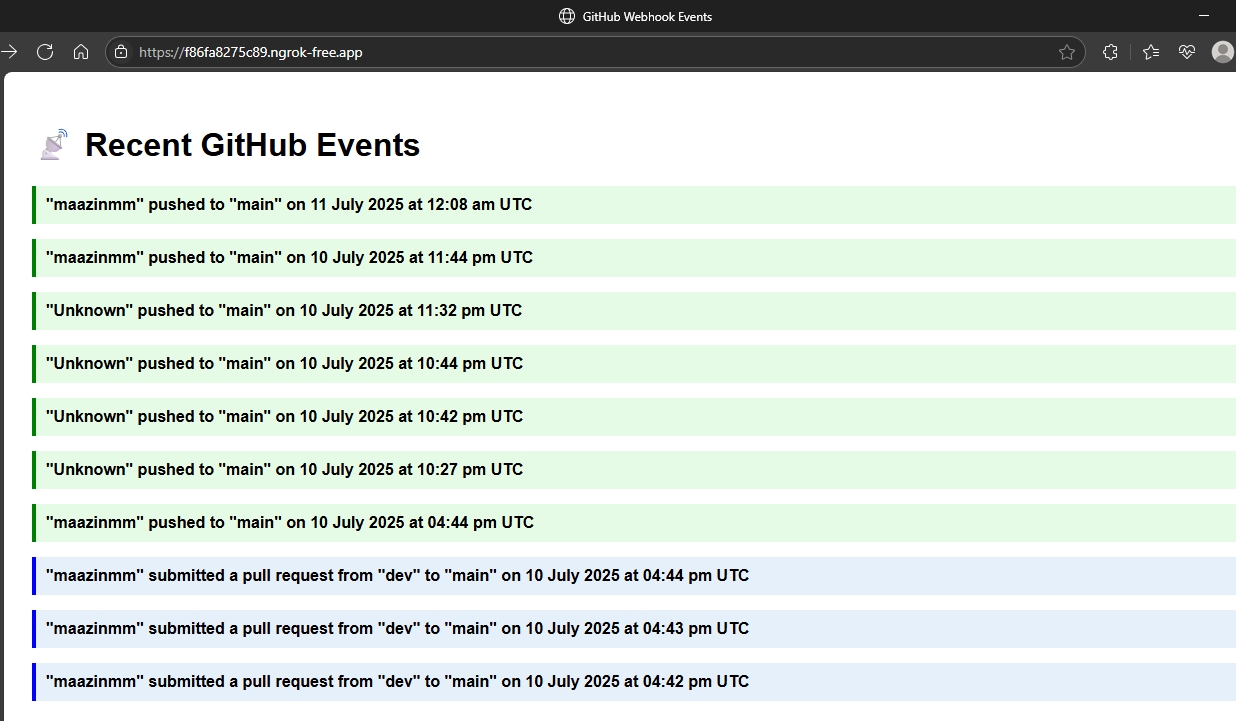 GitHub Webhook Events
https://f86fa8275c89.ngrok-free.app
Recent GitHub Events
"maazinmm" pushed to "main" on 11 July 2025 at 12:08 am UTC
"maazinmm" pushed to "main" on 10 July 2025 at 11:44 pm UTC
"Unknown" pushed to "main" on 10 July 2025 at 11:32 pm UTC
"Unknown" pushed to "main" on 10 July 2025 at 10:44 pm UTC
"Unknown" pushed to "main" on 10 July 2025 at 10:42 pm UTC
"Unknown" pushed to "main" on 10 July 2025 at 10:27 pm UTC
"maazinmm" pushed to "main" on 10 July 2025 at 04:44 pm UTC
"maazinmm" submitted a pull request from "dev" to "main" on 10 July 2025 at 04:44 pm UTC
"maazinmm" submitted a pull request from "dev" to "main" on 10 July 2025 at 04:43 pm UTC
"maazinmm" submitted a pull request from "dev" to "main" on 10 July 2025 at 04:42 pm UTC